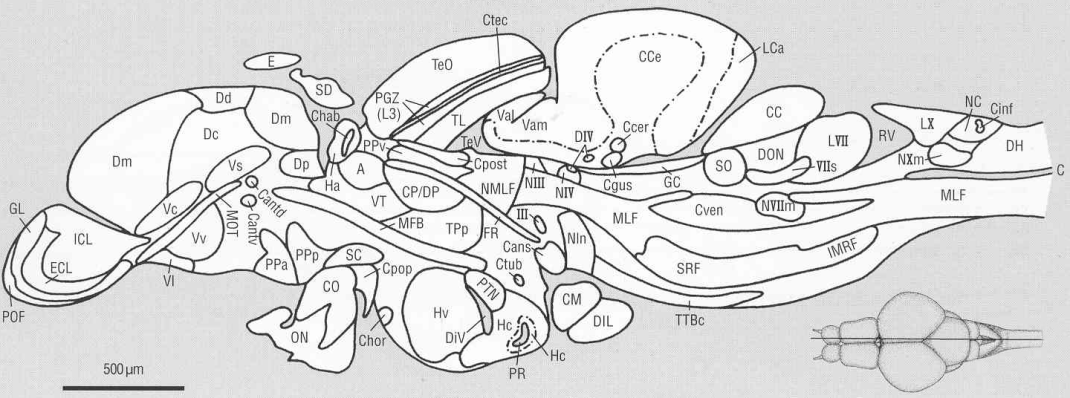 Ctec
E
TeO
CCe
LCa
SD
PGZ
(L3)
Dd
Chab
Dm
TL
Val
Vam
CC
NC
Cinf
Dc
DIV
Ccer
LX
Dm
PPv
TeV
LVII
RV
DH
Vs
Dp
A
Cpost
SO
DON
NXm
Ha
NIII
NIV
Cgus
GC
VIIs
C
CP/DP
NMLF
VT
Vc
MOT
Cantd
Cantv
MLF
GL
MFB
III
MLF
Cven
NVIIm
ICL
Vv
TPp
FR
NIn
PPa
PPp
SC
Cans
IMRF
ECL
VI
Cpop
Ctub
SRF
CO
PTN
CM
POF
Hv
TTBc
ON
Chor
DiV
Hc
DIL
Hc
PR
500 μm